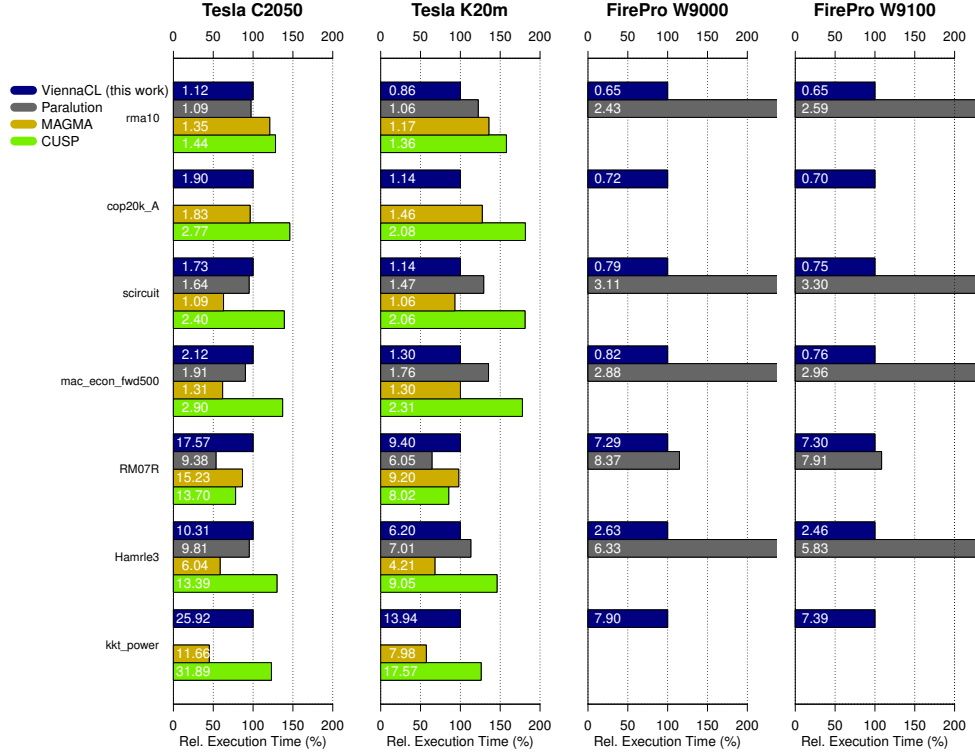 Tesla C2050 Tesla K20m FirePro W9000 FirePro W9100
0 50 100 150 200 0 50 100 150 200 0 50 100 150 200 0 50 100 150 200
ViennaCL (this work)
Paralution
MAGMA
CUSP
rma10
1.12 0.86 0.65 0.65
1.09 1.06 2.43 2.59
1.35 1.17
1.44 1.36
cop20k_A
1.90 1.14 0.72 0.70
1.83 1.46
2.77 2.08
scircuit
1.73 1.14 0.79 0.75
1.64 1.47 3.11 3.30
1.09 1.06
2.40 2.06
mac_econ_fwd500
2.12 1.30 0.82 0.76
1.91 1.76 2.88 2.96
1.31 1.30
2.90 2.31
RM07R
17.57 9.40 7.29 7.30
9.38 6.05 8.37 7.91
15.23 9.20
13.70 8.02
Hamrle3
10.31 6.20 2.63 2.46
9.81 7.01 6.33 5.83
6.04 4.21
13.39 9.05
kkt_power
25.92 13.94 7.90 7.39
11.66 7.98
31.89 17.57
0 50 100 150 200 0 50 100 150 200 0 50 100 150 200 0 50 100 150 200
Rel. Execution Time (%) Rel. Execution Time (%) Rel. Execution Time (%) Rel. Execution Time (%)